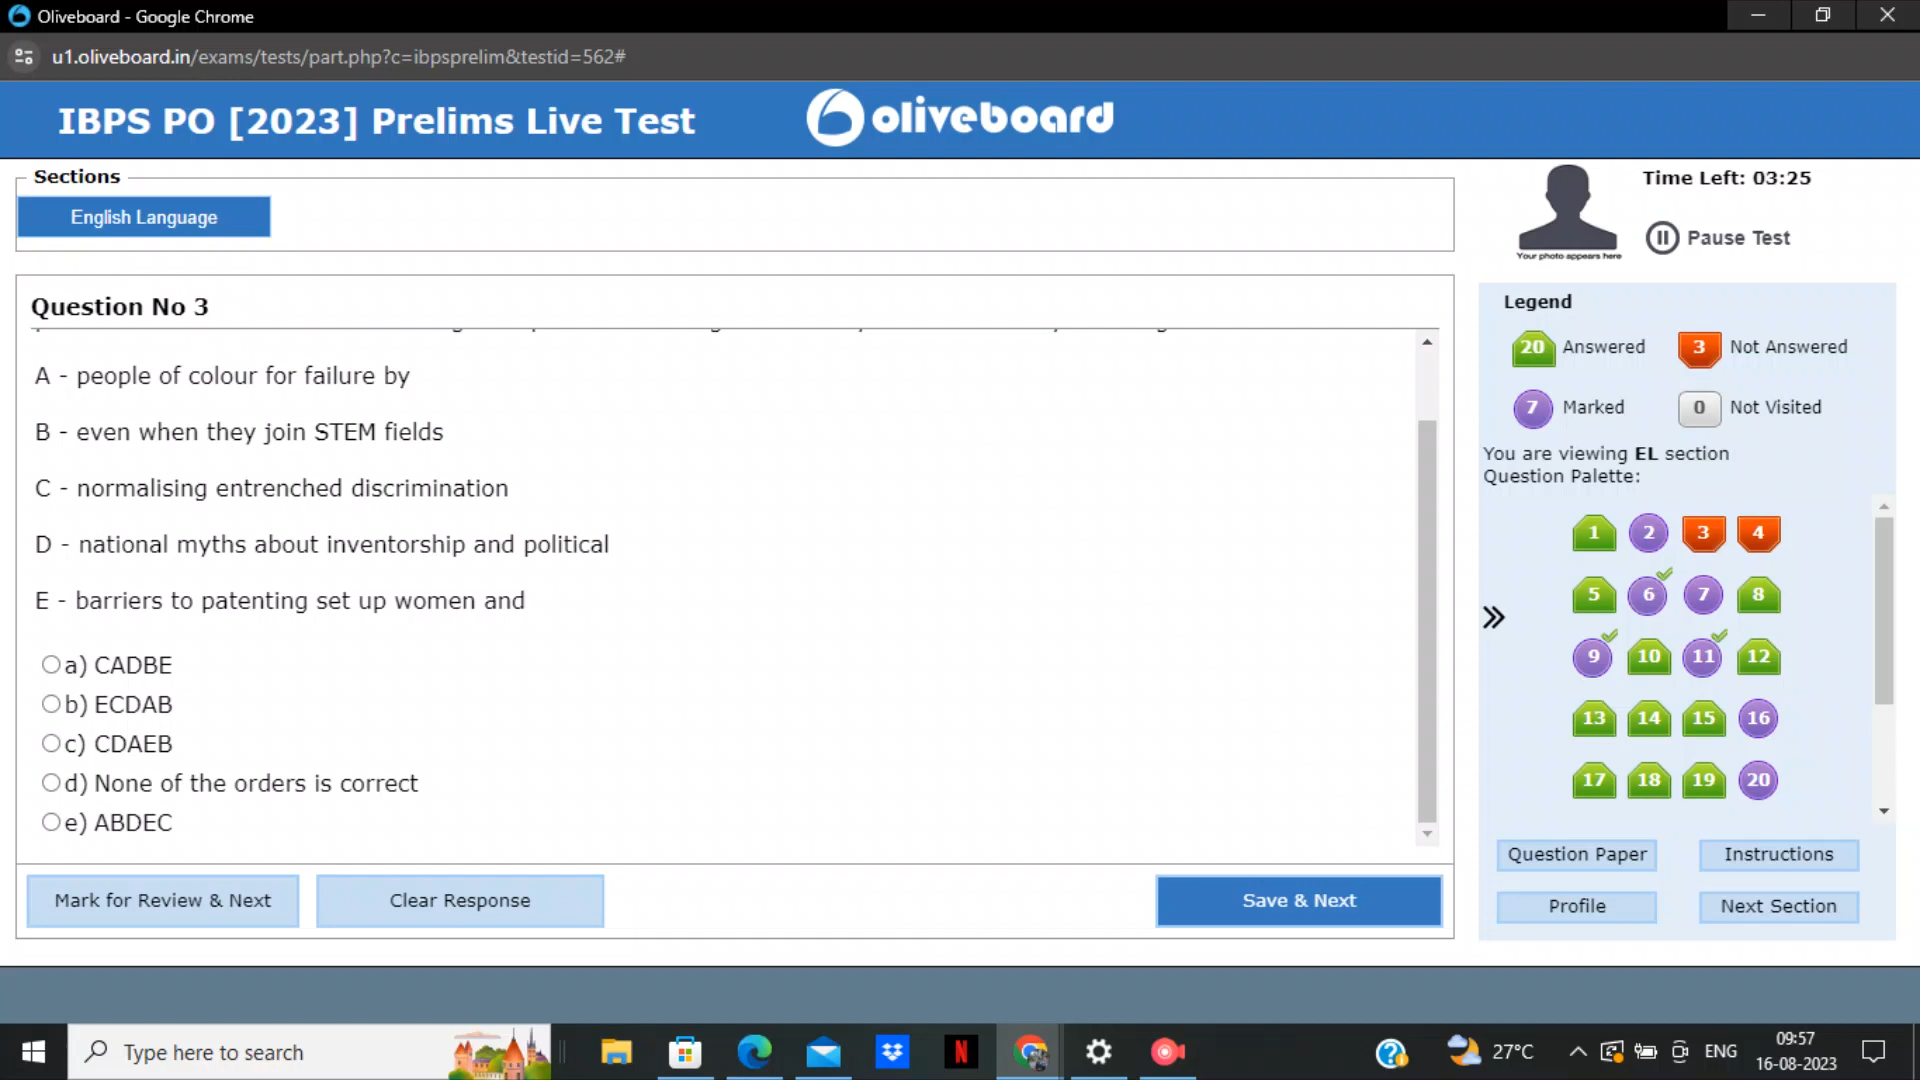 Oliveboard - Google Chrome
u1.oliveboard.in/exams/tests/part.php?c=ibpsprelim&testid=562#
IBPS PO [2023] Prelims Live Test
oliveboard
Sections
English Language
Your photo appears here
Time Left: 03:25
Pause Test
Question No 3
A - people of colour for failure by
B - even when they join STEM fields
C - normalising entrenched discrimination
D - national myths about inventorship and political
E - barriers to patenting set up women and
a) CADBE
b) ECDAB
c) CDAEB
d) None of the orders is correct
e) ABDEC
Mark for Review & Next
Clear Response
Save & Next
Legend
20 Answered
3 Not Answered
7 Marked
0 Not Visited
You are viewing EL section
Question Palette:
1 2 3 4
5 6 7 8
9 10 11 12
13 14 15 16
17 18 19 20
Question Paper
Instructions
Profile
Next Section
Type here to search
27°C
ENG
09:57
16-08-2023